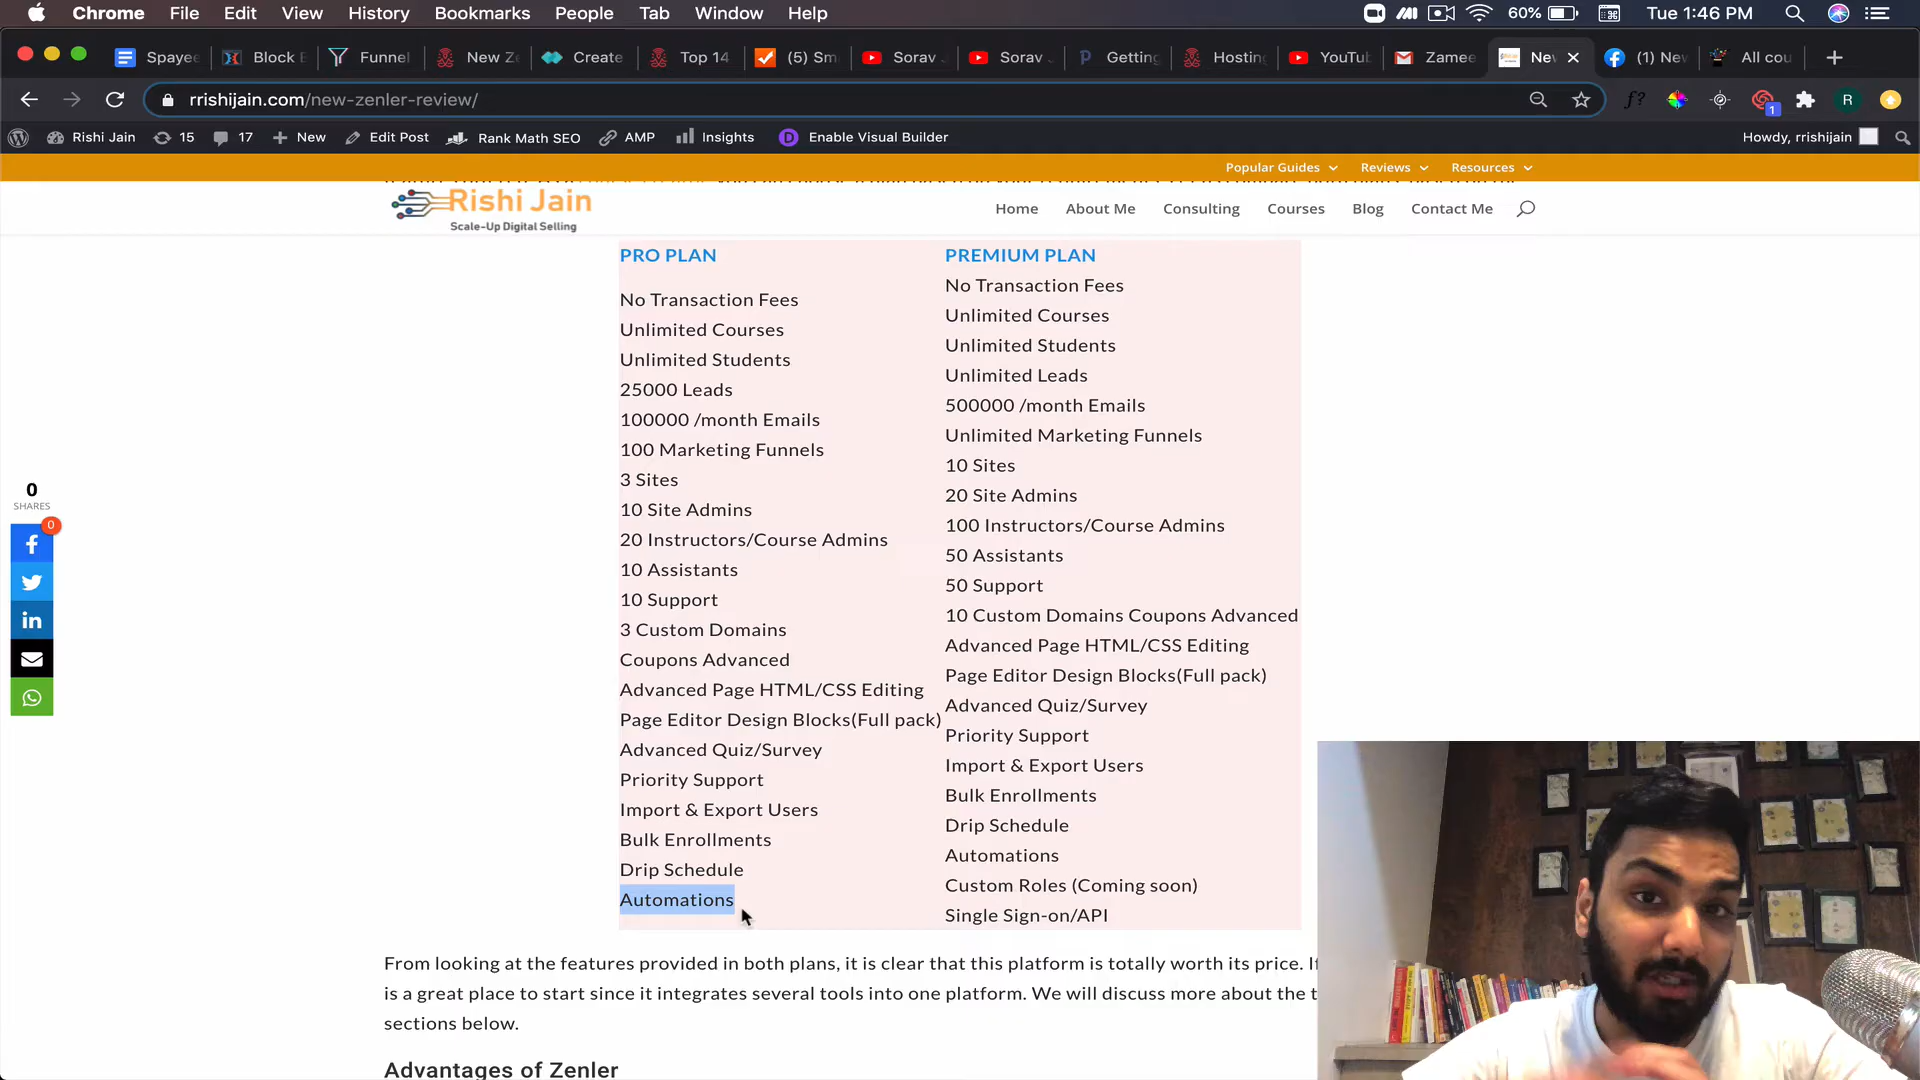 Chrome File Edit View History Bookmarks People Tab Window Help 60% Tue 1:46 PM
Spayee Block Funnel New Ze Create Top 14 (5) Sm Sorav Sorav Getting Hosting YouTub Zamee New (1) New All cou
rrishijain.com/new-zenler-review/ f? 1 R
Rishi Jain 15 17 New Edit Post Rank Math SEO AMP Insights D Enable Visual Builder Howdy, rrishijain
Popular Guides Reviews Resources
Rishi Jain
Scale-Up Digital Selling
Home About Me Consulting Courses Blog Contact Me
PRO PLAN
No Transaction Fees
Unlimited Courses
Unlimited Students
25000 Leads
100000 /month Emails
100 Marketing Funnels
3 Sites
10 Site Admins
20 Instructors/Course Admins
10 Assistants
10 Support
3 Custom Domains
Coupons Advanced
Advanced Page HTML/CSS Editing
Page Editor Design Blocks(Full pack)
Advanced Quiz/Survey
Priority Support
Import & Export Users
Bulk Enrollments
Drip Schedule
Automations
PREMIUM PLAN
No Transaction Fees
Unlimited Courses
Unlimited Students
Unlimited Leads
500000 /month Emails
Unlimited Marketing Funnels
10 Sites
20 Site Admins
100 Instructors/Course Admins
50 Assistants
50 Support
10 Custom Domains Coupons Advanced
Advanced Page HTML/CSS Editing
Page Editor Design Blocks(Full pack)
Advanced Quiz/Survey
Priority Support
Import & Export Users
Bulk Enrollments
Drip Schedule
Automations
Custom Roles (Coming soon)
Single Sign-on/API
0
SHARES
0
From looking at the features provided in both plans, it is clear that this platform is totally worth its price. If
is a great place to start since it integrates several tools into one platform. We will discuss more about the
sections below.
Advantages of Zenler